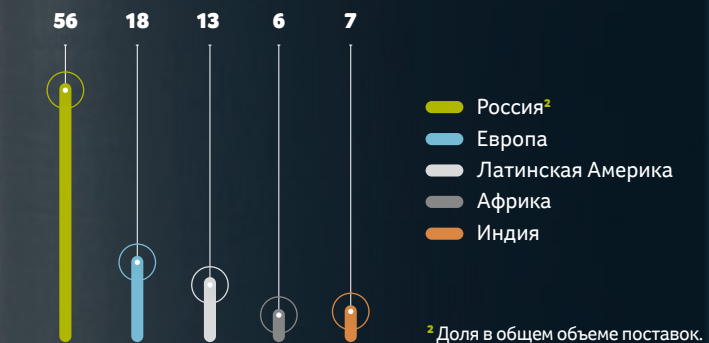 56 18 13 6 7
Россия²
Европа
Латинская Америка
Африка
Индия
² Доля в общем объеме поставок.